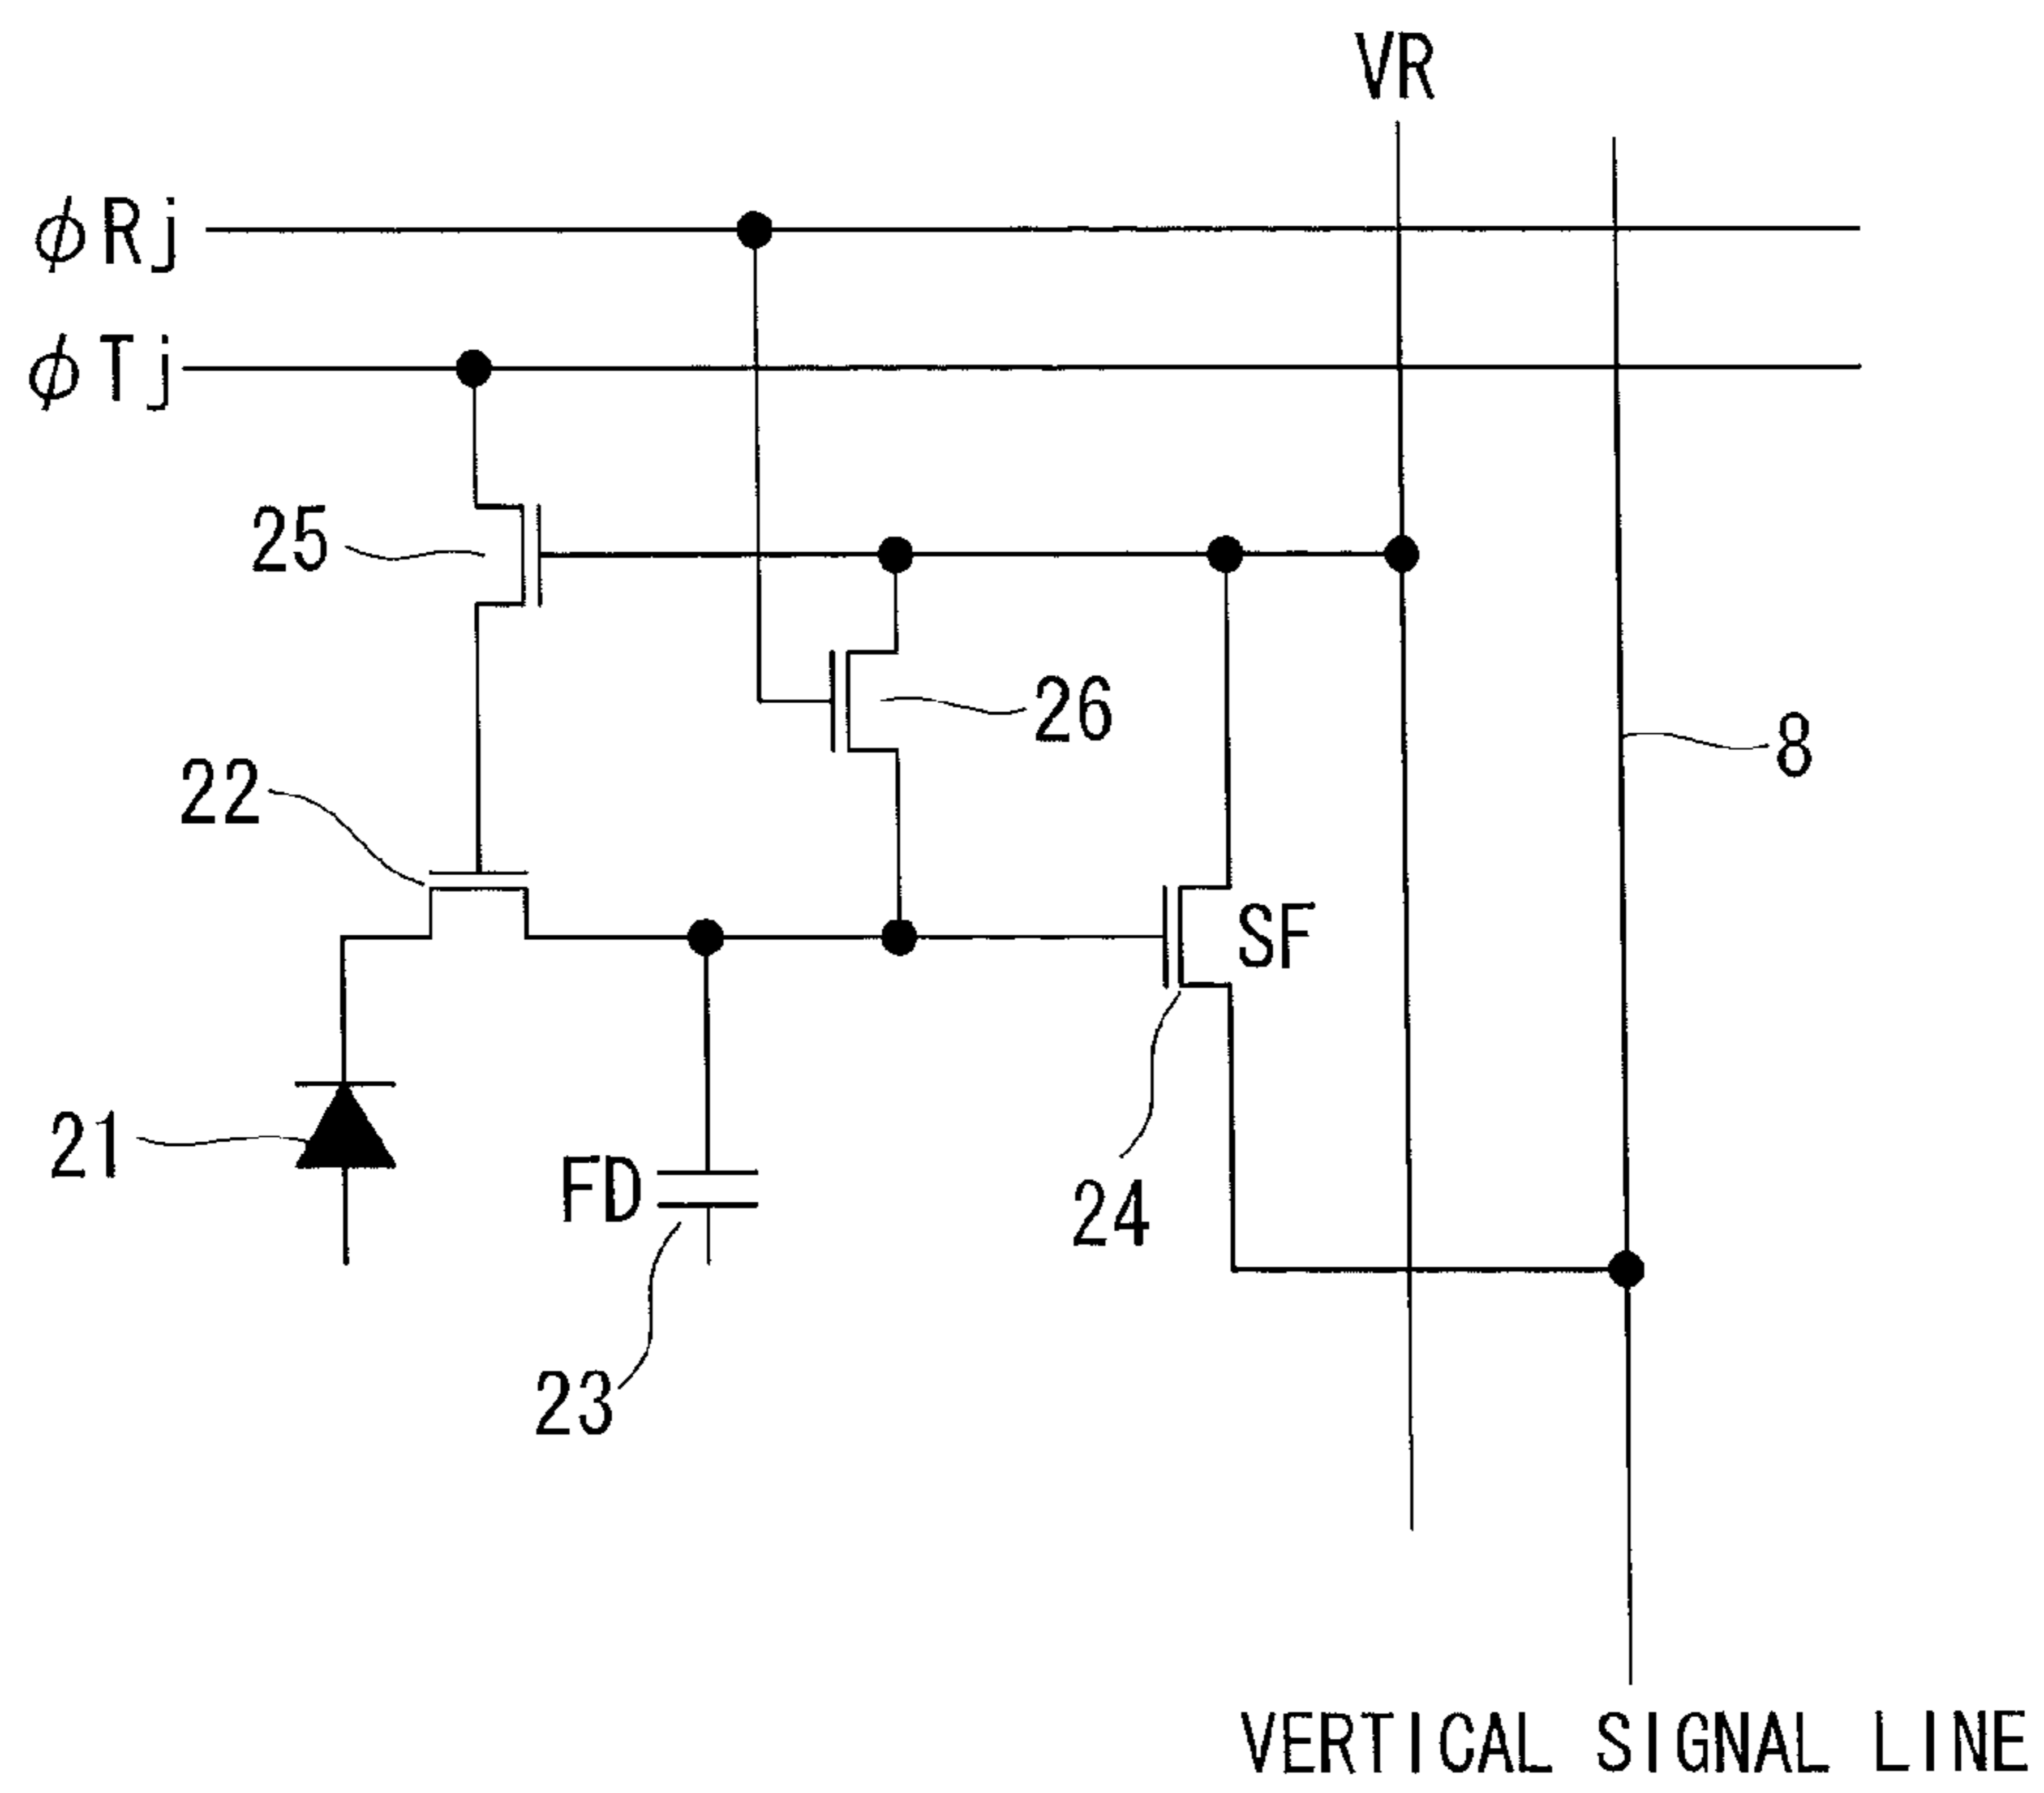 VR
φRj
φTj
25
26
8
22
SF
21
FD
24
23
VERTICAL SIGNAL LINE